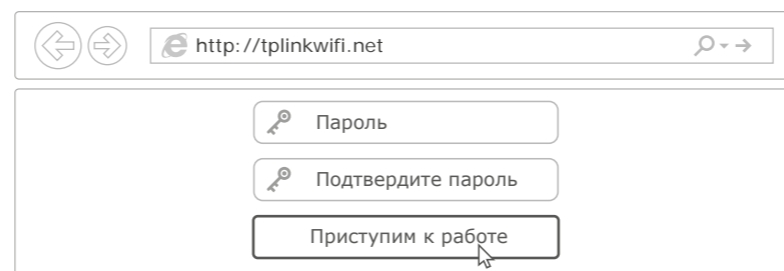 http://tplinkwifi.net
Пароль
Подтвердите пароль
Приступим к работе